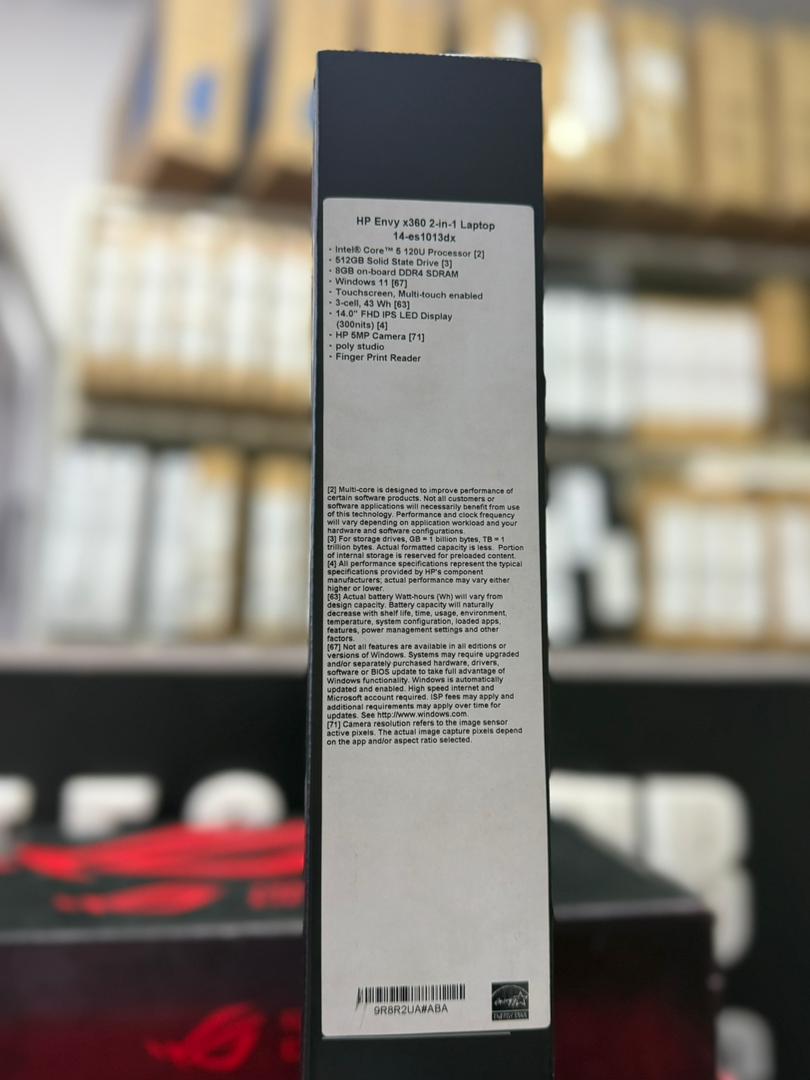 HP Envy x360 2-in-1 Laptop
14-es1013dx
· Intel® Core™ 5 120U Processor [2]
· 512GB Solid State Drive [3]
· 8GB on-board DDR4 SDRAM
· Windows 11 [67]
· Touchscreen, Multi-touch enabled
· 3-cell, 43 Wh [63]
· 14.0" FHD IPS LED Display
(300nits) [4]
· HP 5MP Camera [71]
· poly studio
· Finger Print Reader
[2] Multi-core is designed to improve performance of
certain software products. Not all customers or
software applications will necessarily benefit from use
of this technology. Performance and clock frequency
will vary depending on application workload and your
hardware and software configurations.
[3] For storage drives, GB = 1 billion bytes, TB = 1
trillion bytes. Actual formatted capacity is less. Portion
of internal storage is reserved for preloaded content.
[4] All performance specifications represent the typical
specifications provided by HP's component
manufacturers; actual performance may vary either
higher or lower.
[63] Actual battery Watt-hours (Wh) will vary from
design capacity. Battery capacity will naturally
decrease with shelf life, time, usage, environment,
temperature, system configuration, loaded apps,
features, power management settings and other
factors.
[67] Not all features are available in all editions or
versions of Windows. Systems may require upgraded
and/or separately purchased hardware, drivers,
software or BIOS update to take full advantage of
Windows functionality. Windows is automatically
updated and enabled. High speed internet and
Microsoft account required. ISP fees may apply and
additional requirements may apply over time for
updates. See http://www.windows.com.
[71] Camera resolution refers to the image sensor
active pixels. The actual image capture pixels depend
on the app and/or aspect ratio selected.
9R8R2UA#ABA
ENERGY STAR